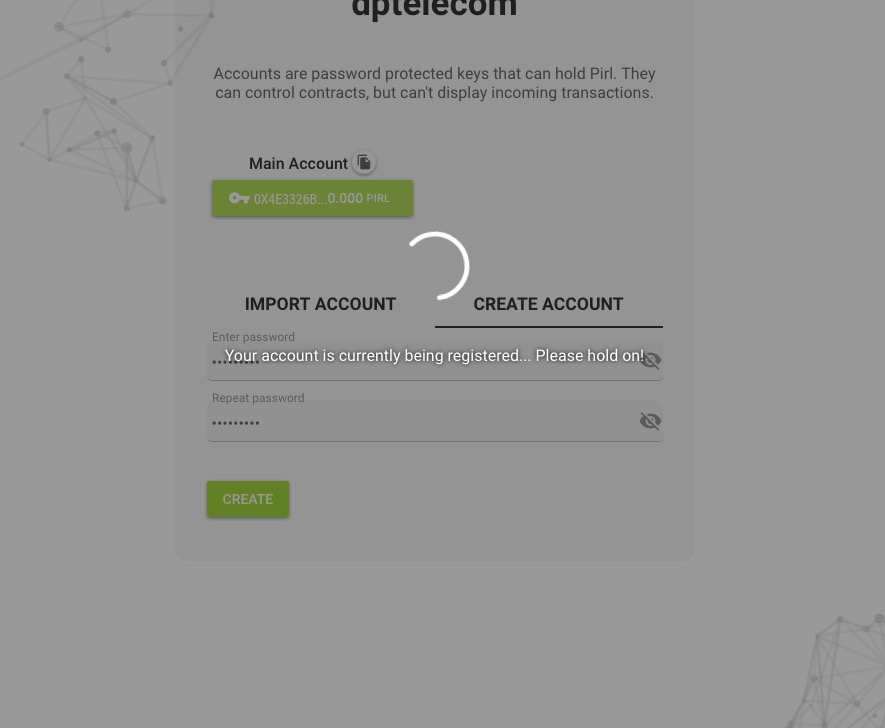 dptelecom
Accounts are password protected keys that can hold Pirl. They
can control contracts, but can't display incoming transactions.
Main Account
0X4E3326B...0.000 PIRL
IMPORT ACCOUNT
CREATE ACCOUNT
Enter password
Your account is currently being registered... Please hold on!
•••••••••
Repeat password
•••••••••
CREATE